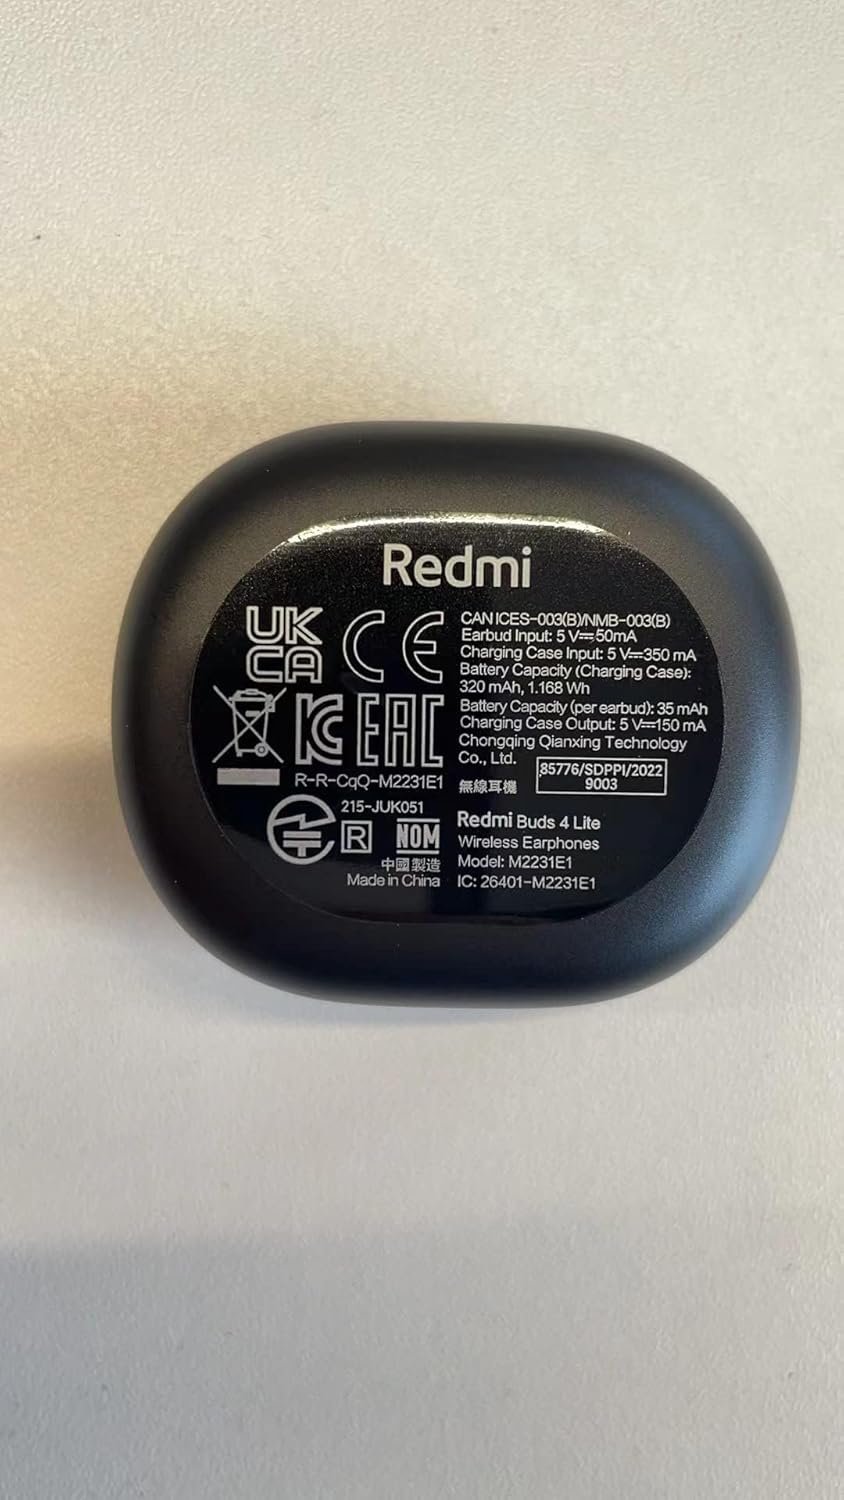 Redmi
UK
CA
CE
CAN ICES-003(B)/NMB-003(B)
Earbud Input: 5 V⎓50mA
Charging Case Input: 5 V⎓350 mA
Battery Capacity (Charging Case):
320 mAh, 1.168 Wh
Battery Capacity (per earbud): 35 mAh
Charging Case Output: 5 V⎓150 mA
Chongqing Qianxing Technology
Co., Ltd.
KC EAC
R-R-CqQ-M2231E1
無線耳機
85776/SDPPI/2022
9003
215-JUK051
R
NOM
中國製造
Made in China
Redmi Buds 4 Lite
Wireless Earphones
Model: M2231E1
IC: 26401-M2231E1